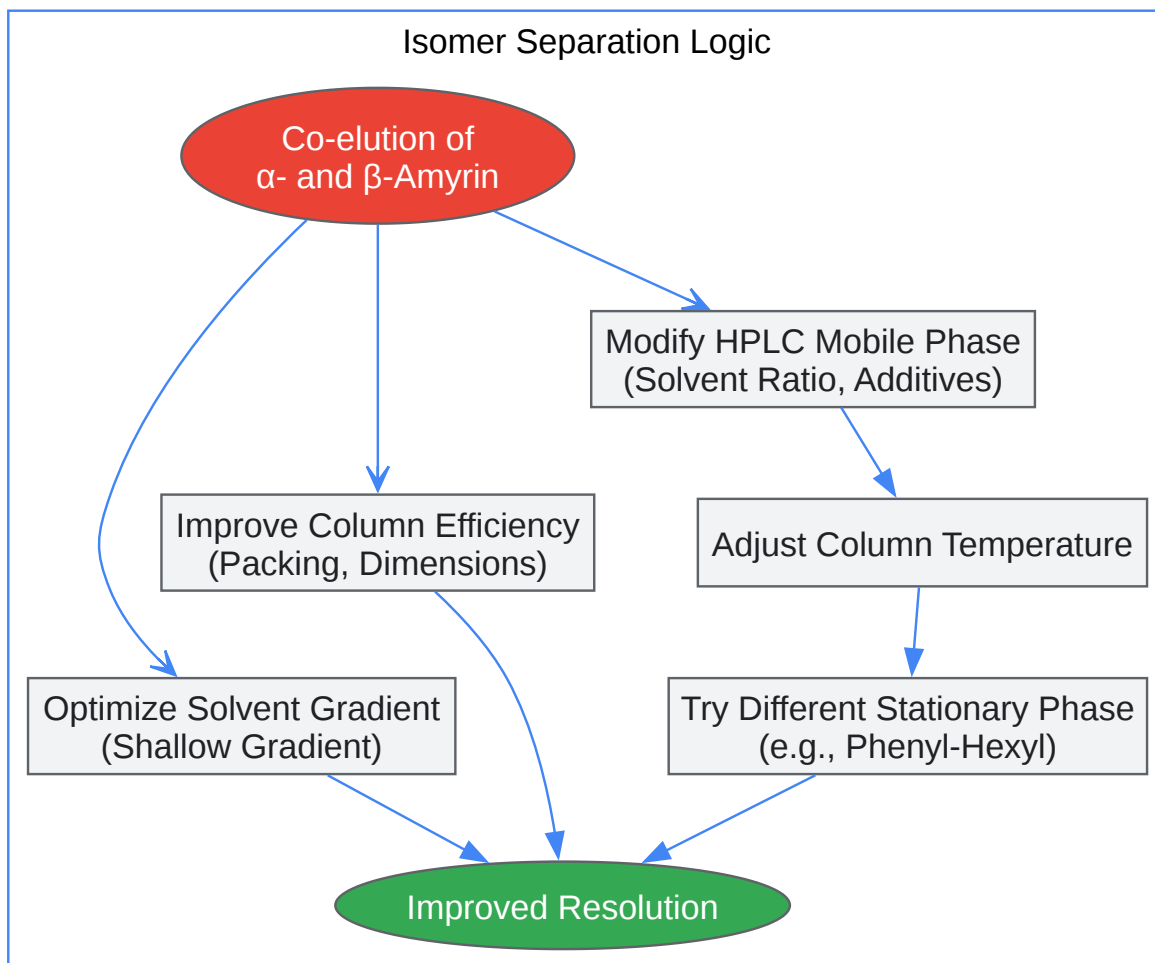 Isomer Separation Logic
Co-elution of
α- and β-Amyrin
Modify HPLC Mobile Phase
(Solvent Ratio, Additives)
Improve Column Efficiency
(Packing, Dimensions)
Adjust Column Temperature
Optimize Solvent Gradient
(Shallow Gradient)
Try Different Stationary Phase
(e.g., Phenyl-Hexyl)
Improved Resolution